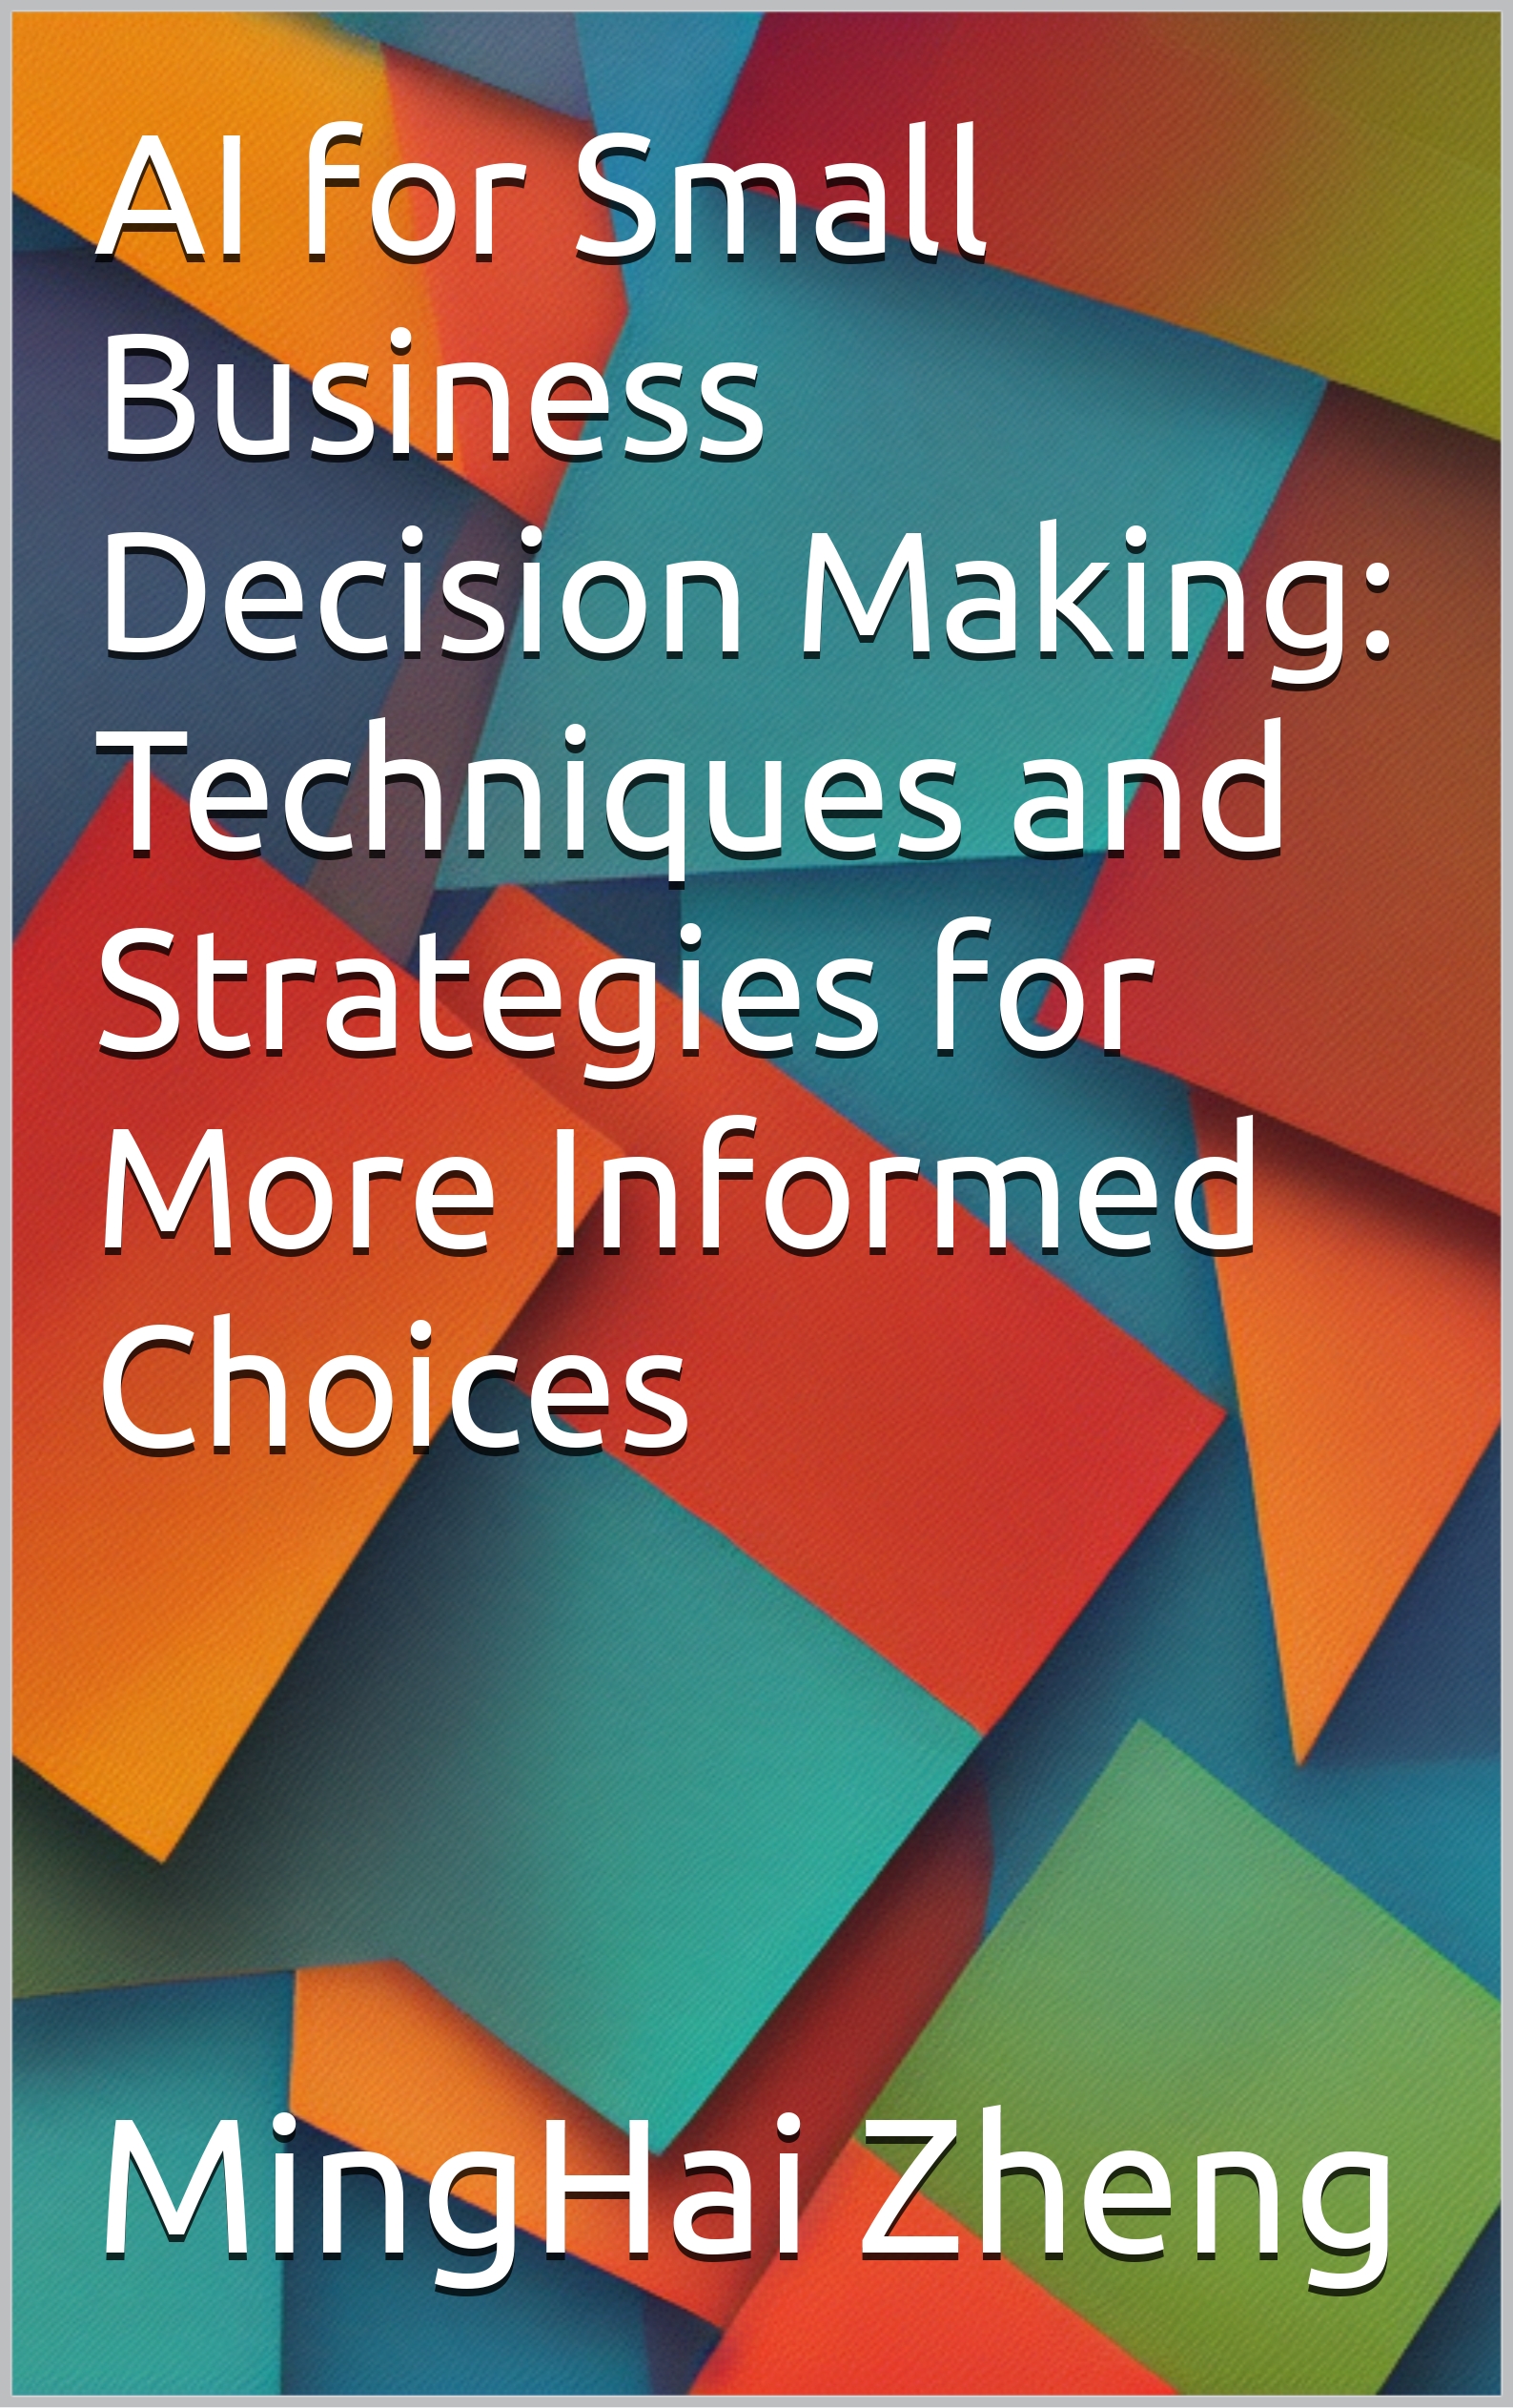 AI for Small
Business
Decision Making:
Techniques and
Strategies for
More Informed
Choices
MingHai Zheng